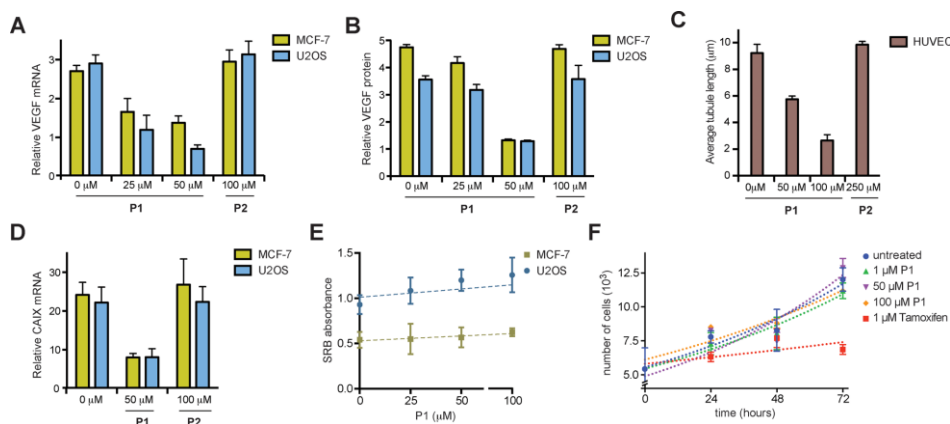 A
Relative VEGF mRNA
4
3
2
1
0
MCF-7
U2OS
0 µM 25 µM 50 µM 100 µM
P1 P2
B
Relative VEGF protein
5
4
3
2
1
0
MCF-7
U2OS
0 µM 25 µM 50 µM 100 µM
P1 P2
C
Average tubule length (µm)
10
8
6
4
2
0
HUVEC
0µM 50 µM 100 µM 250 µM
P1 P2
D
Relative CAIX mRNA
30
20
10
0
MCF-7
U2OS
0 µM 50 µM 100 µM
P1 P2
E
SRB absorbance
1.5
1.0
0.5
0.0
MCF-7
U2OS
0 25 50 100
P1 (µM)
F
number of cells (10³)
12.5
10.0
7.5
5.0
untreated
1 µM P1
50 µM P1
100 µM P1
1 µM Tamoxifen
0 24 48 72
time (hours)